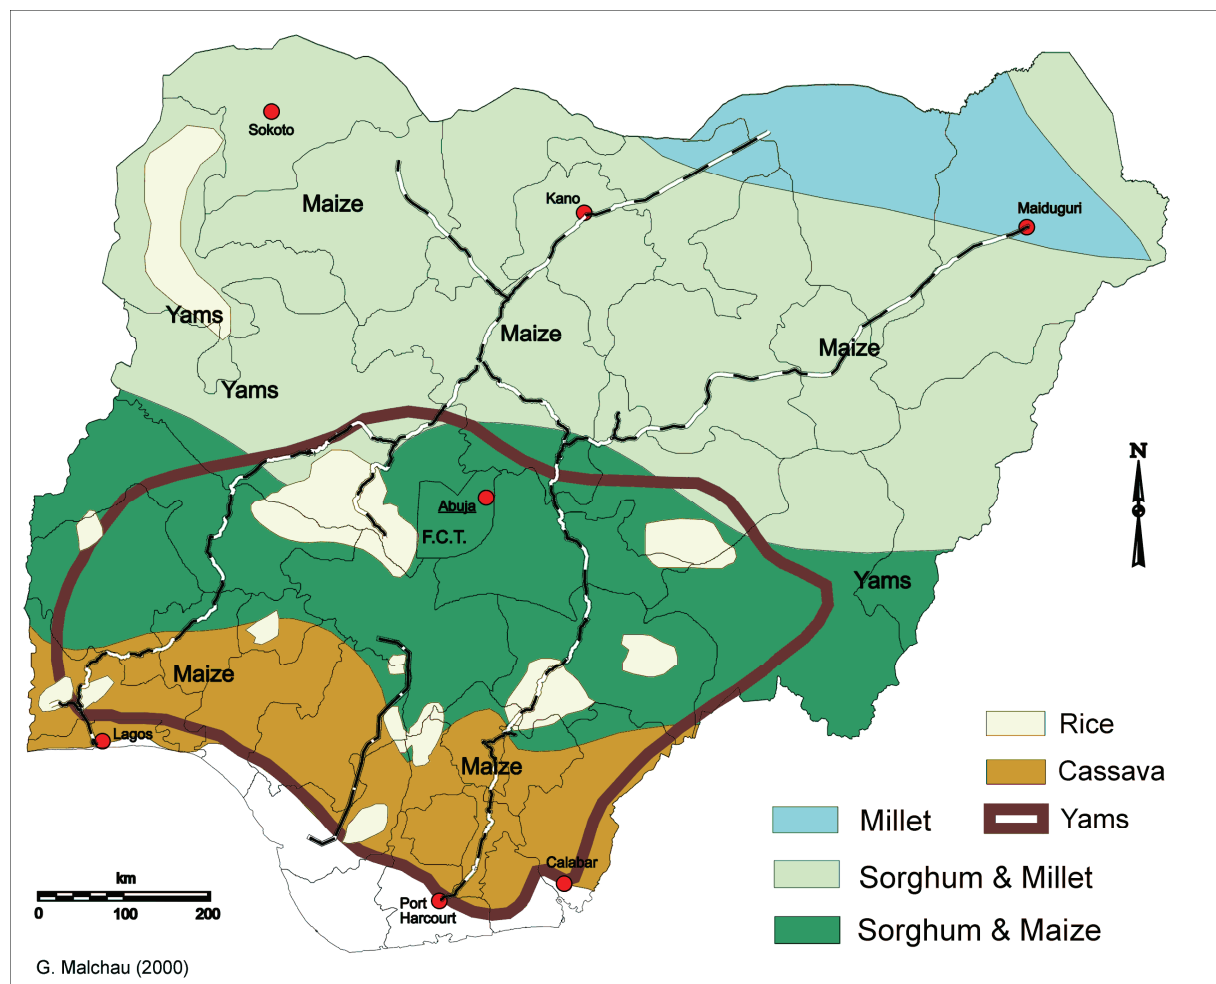 Sokoto
Maize
Kano
Maiduguri
Yams
Maize
Maize
Yams
N
Abuja
F.C.T.
Yams
Maize
Lagos
Maize
Calabar
Port
Harcourt
Rice
Cassava
Millet
Yams
Sorghum & Millet
Sorghum & Maize
km
0 100 200
G. Malchau (2000)